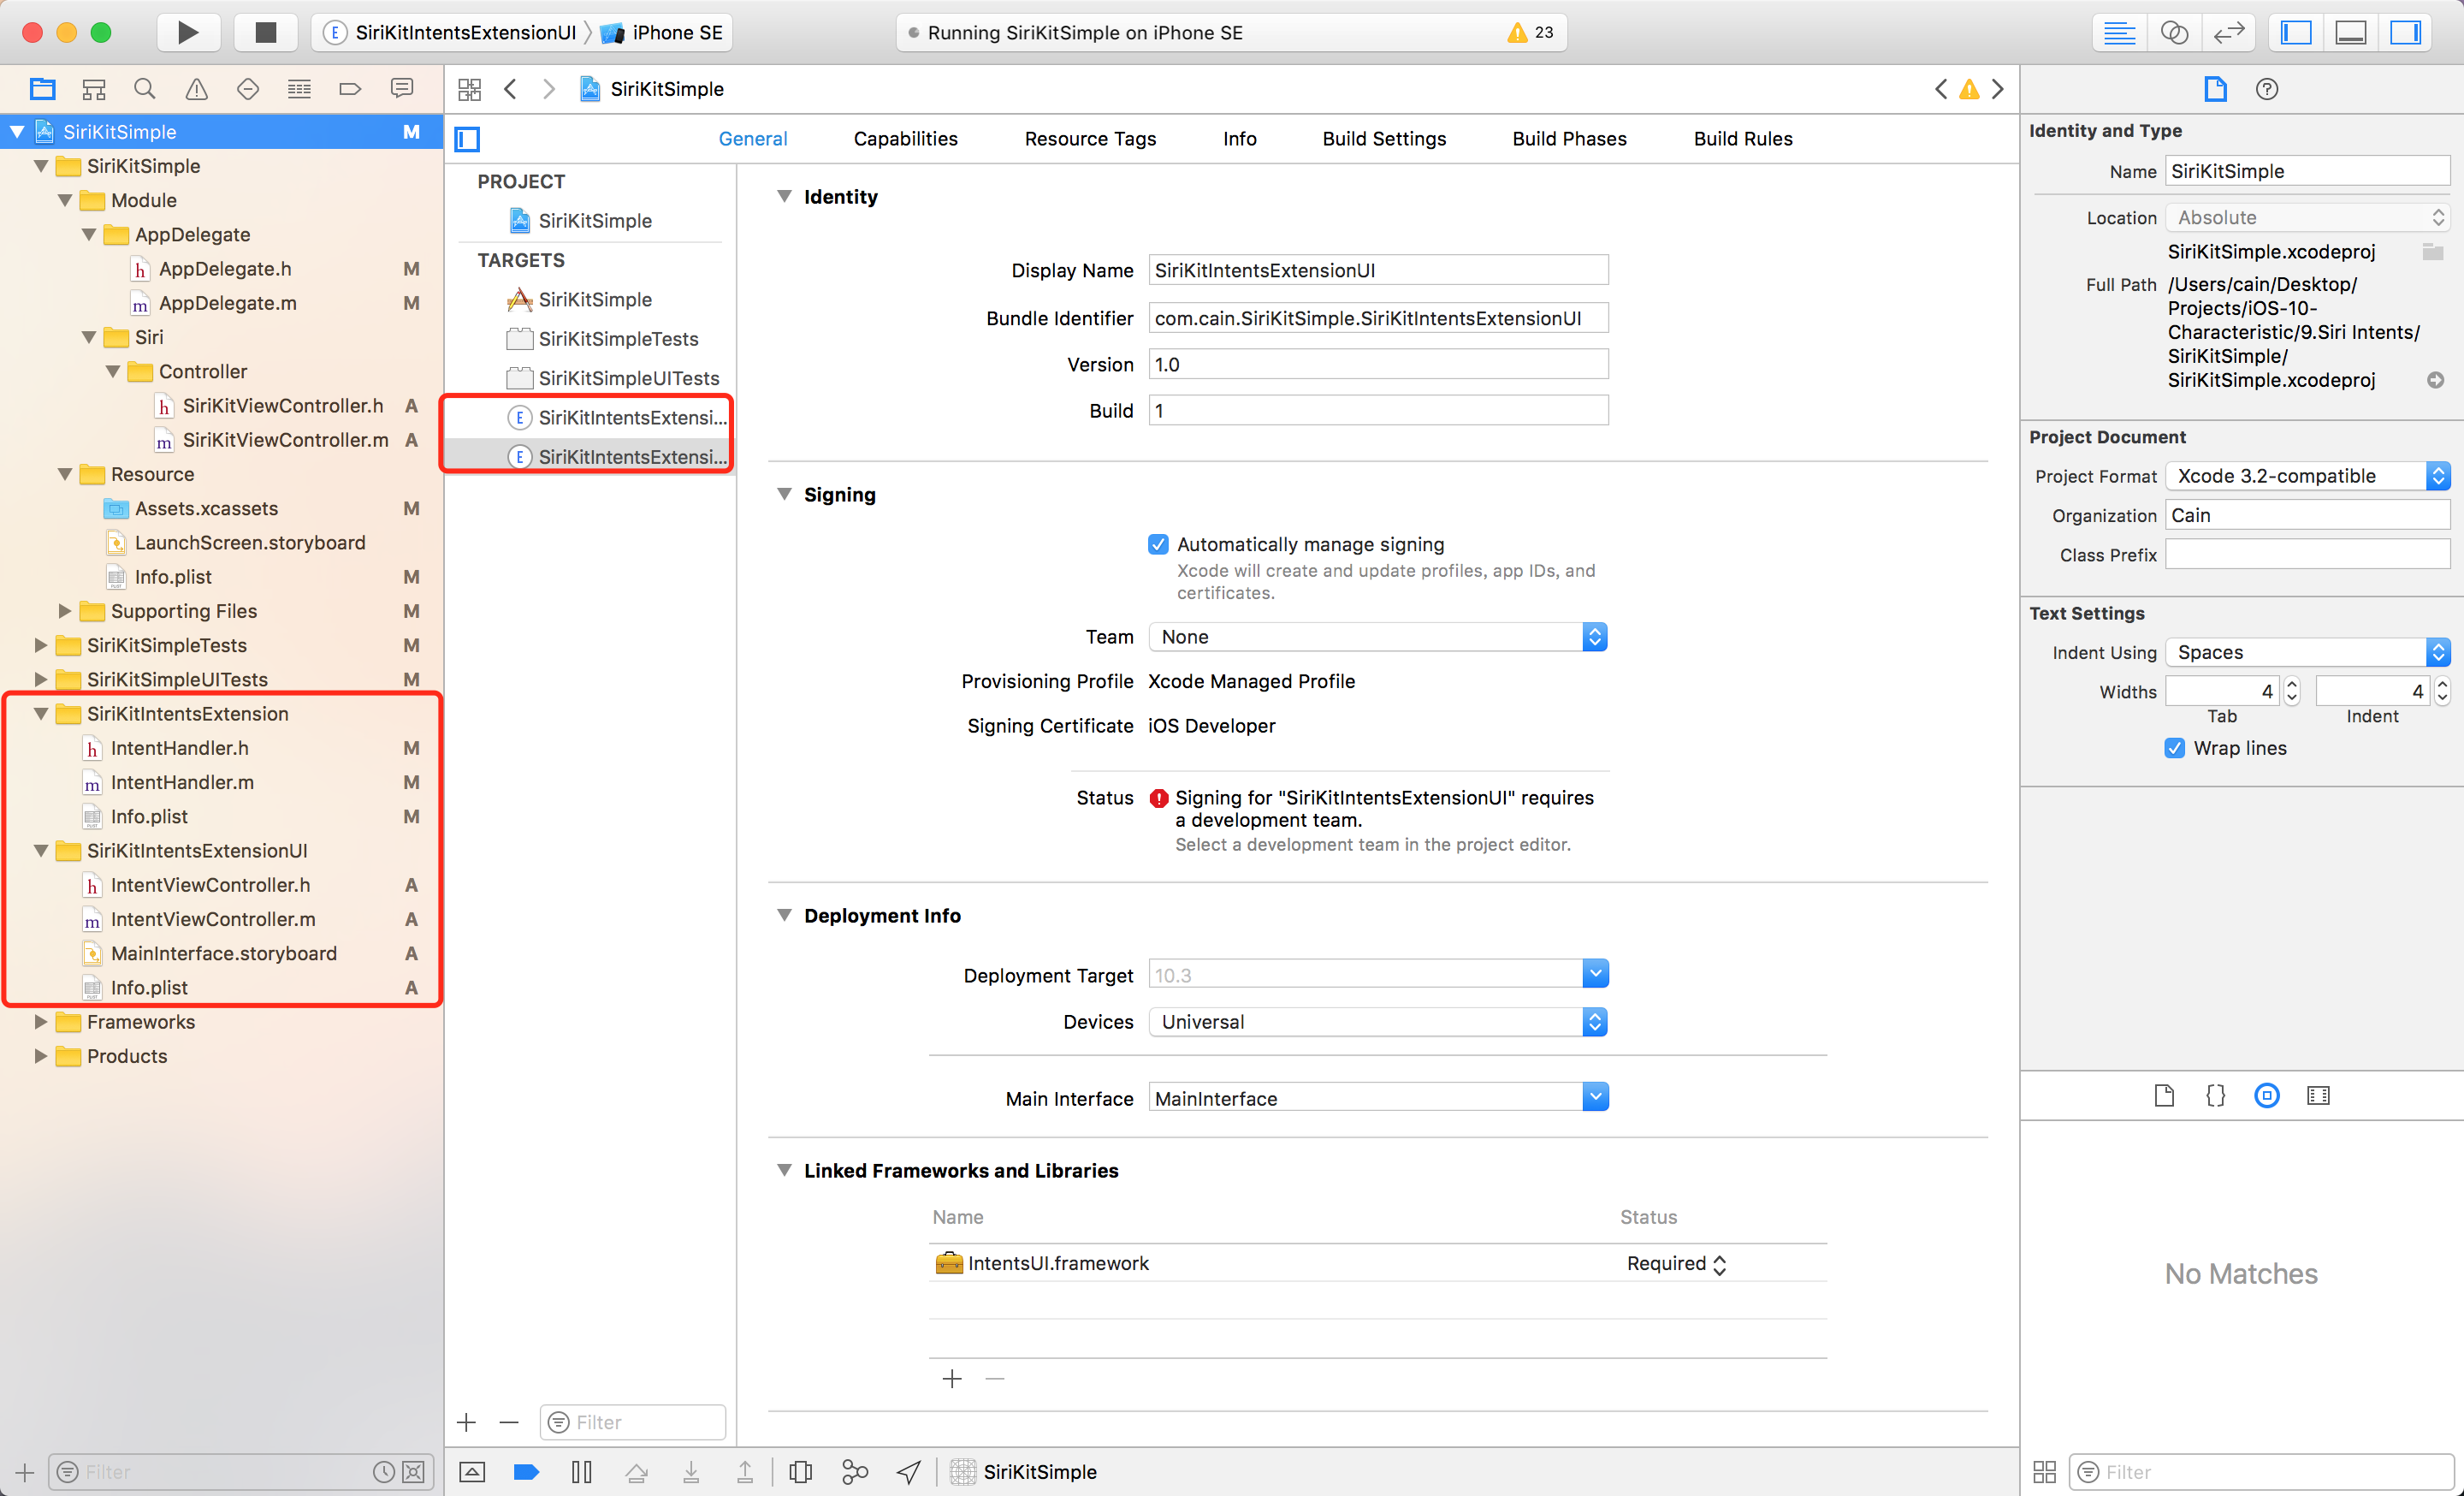 SiriKitIntentsExtensionUI
iPhone SE
Running SiriKitSimple on iPhone SE
23
SiriKitSimple
SiriKitSimple M
SiriKitSimple
Module
AppDelegate
h AppDelegate.h M
m AppDelegate.m M
Siri
Controller
h SiriKitViewController.h A
m SiriKitViewController.m A
Resource
Assets.xcassets M
LaunchScreen.storyboard
Info.plist M
Supporting Files M
SiriKitSimpleTests M
SiriKitSimpleUITests M
SiriKitIntentsExtension
h IntentHandler.h M
m IntentHandler.m M
Info.plist M
SiriKitIntentsExtensionUI
h IntentViewController.h A
m IntentViewController.m A
MainInterface.storyboard A
Info.plist A
Frameworks
Products
Filter
General Capabilities Resource Tags Info Build Settings Build Phases Build Rules
PROJECT
SiriKitSimple
TARGETS
SiriKitSimple
SiriKitSimpleTests
SiriKitSimpleUITests
E SiriKitIntentsExtensi...
E SiriKitIntentsExtensi...
Filter
Identity
Display Name SiriKitIntentsExtensionUI
Bundle Identifier com.cain.SiriKitSimple.SiriKitIntentsExtensionUI
Version 1.0
Build 1
Signing
Automatically manage signing
Xcode will create and update profiles, app IDs, and
certificates.
Team None
Provisioning Profile Xcode Managed Profile
Signing Certificate iOS Developer
Status Signing for "SiriKitIntentsExtensionUI" requires
a development team.
Select a development team in the project editor.
Deployment Info
Deployment Target 10.3
Devices Universal
Main Interface MainInterface
Linked Frameworks and Libraries
Name Status
IntentsUI.framework Required
SiriKitSimple
Identity and Type
Name SiriKitSimple
Location Absolute
SiriKitSimple.xcodeproj
Full Path /Users/cain/Desktop/
Projects/iOS-10-
Characteristic/9.Siri Intents/
SiriKitSimple/
SiriKitSimple.xcodeproj
Project Document
Project Format Xcode 3.2-compatible
Organization Cain
Class Prefix
Text Settings
Indent Using Spaces
Widths 4 4
Tab Indent
Wrap lines
No Matches
Filter